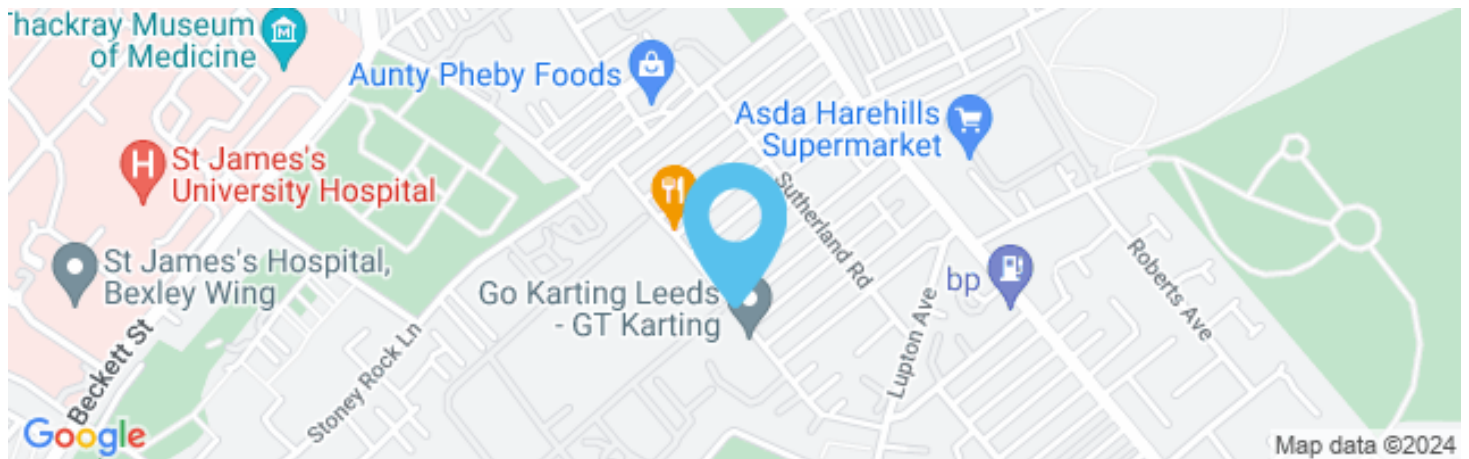 Thackray Museum
of Medicine
Aunty Pheby Foods
Asda Harehills
Supermarket
St James's
University Hospital
H
Sutherland Rd
St James's Hospital,
Bexley Wing
Go Karting Leeds
- GT Karting
bp
Roberts Ave
Lupton Ave
Stoney Rock Ln
Beckett St
Google
Map data ©2024